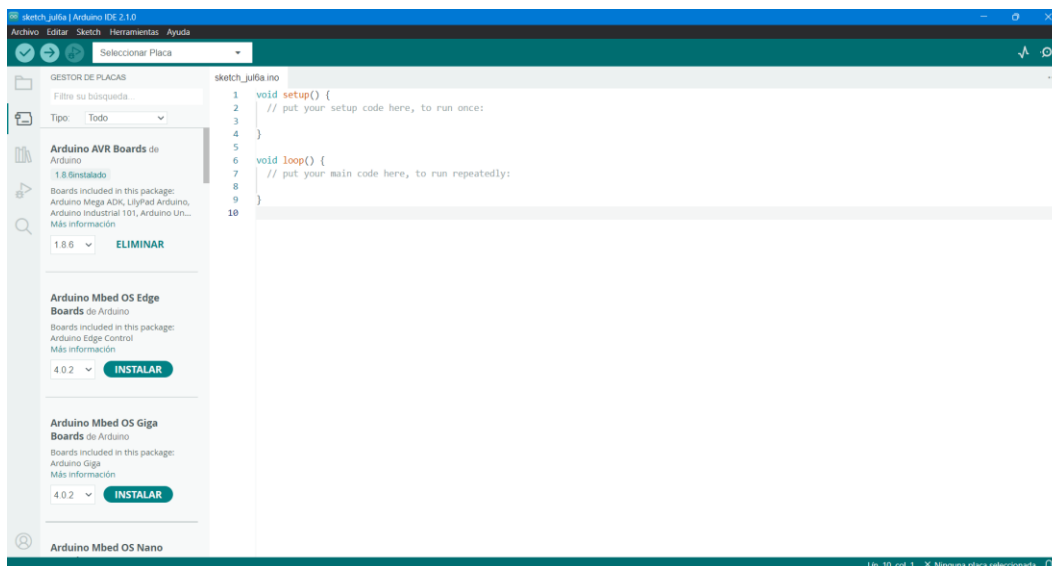 sketch_jul6a | Arduino IDE 2.1.0
Archivo Editar Sketch Herramientas Ayuda
Seleccionar Placa
GESTOR DE PLACAS
Filtre su búsqueda...
Tipo: Todo
Arduino AVR Boards de
Arduino
1.8.6instalado
Boards included in this package:
Arduino Mega ADK, LilyPad Arduino,
Arduino Industrial 101, Arduino Un...
Más información
1.8.6 ELIMINAR
Arduino Mbed OS Edge
Boards de Arduino
Boards included in this package:
Arduino Edge Control
Más información
4.0.2 INSTALAR
Arduino Mbed OS Giga
Boards de Arduino
Boards included in this package:
Arduino Giga
Más información
4.0.2 INSTALAR
Arduino Mbed OS Nano
sketch_jul6a.ino
1 void setup() {
2 // put your setup code here, to run once:
3
4 }
5
6 void loop() {
7 // put your main code here, to run repeatedly:
8
9 }
10
Lín. 10, col. 1 × Ninguna placa seleccionada